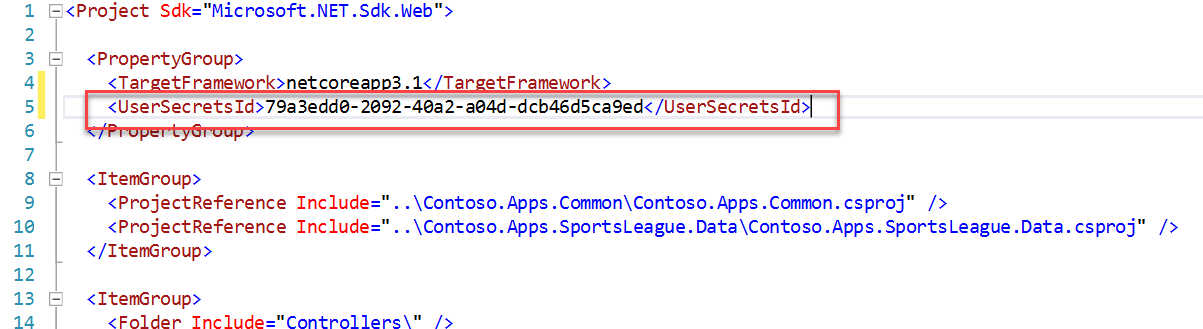 1 <Project Sdk="Microsoft.NET.Sdk.Web">
2
3 <PropertyGroup>
4 <TargetFramework>netcoreapp3.1</TargetFramework>
5 <UserSecretsId>79a3edd0-2092-40a2-a04d-dcb46d5ca9ed</UserSecretsId>
6 </PropertyGroup>
7
8 <ItemGroup>
9 <ProjectReference Include="..\Contoso.Apps.Common\Contoso.Apps.Common.csproj" />
10 <ProjectReference Include="..\Contoso.Apps.SportsLeague.Data\Contoso.Apps.SportsLeague.Data.csproj" />
11 </ItemGroup>
12
13 <ItemGroup>
14 <Folder Include="Controllers\" />